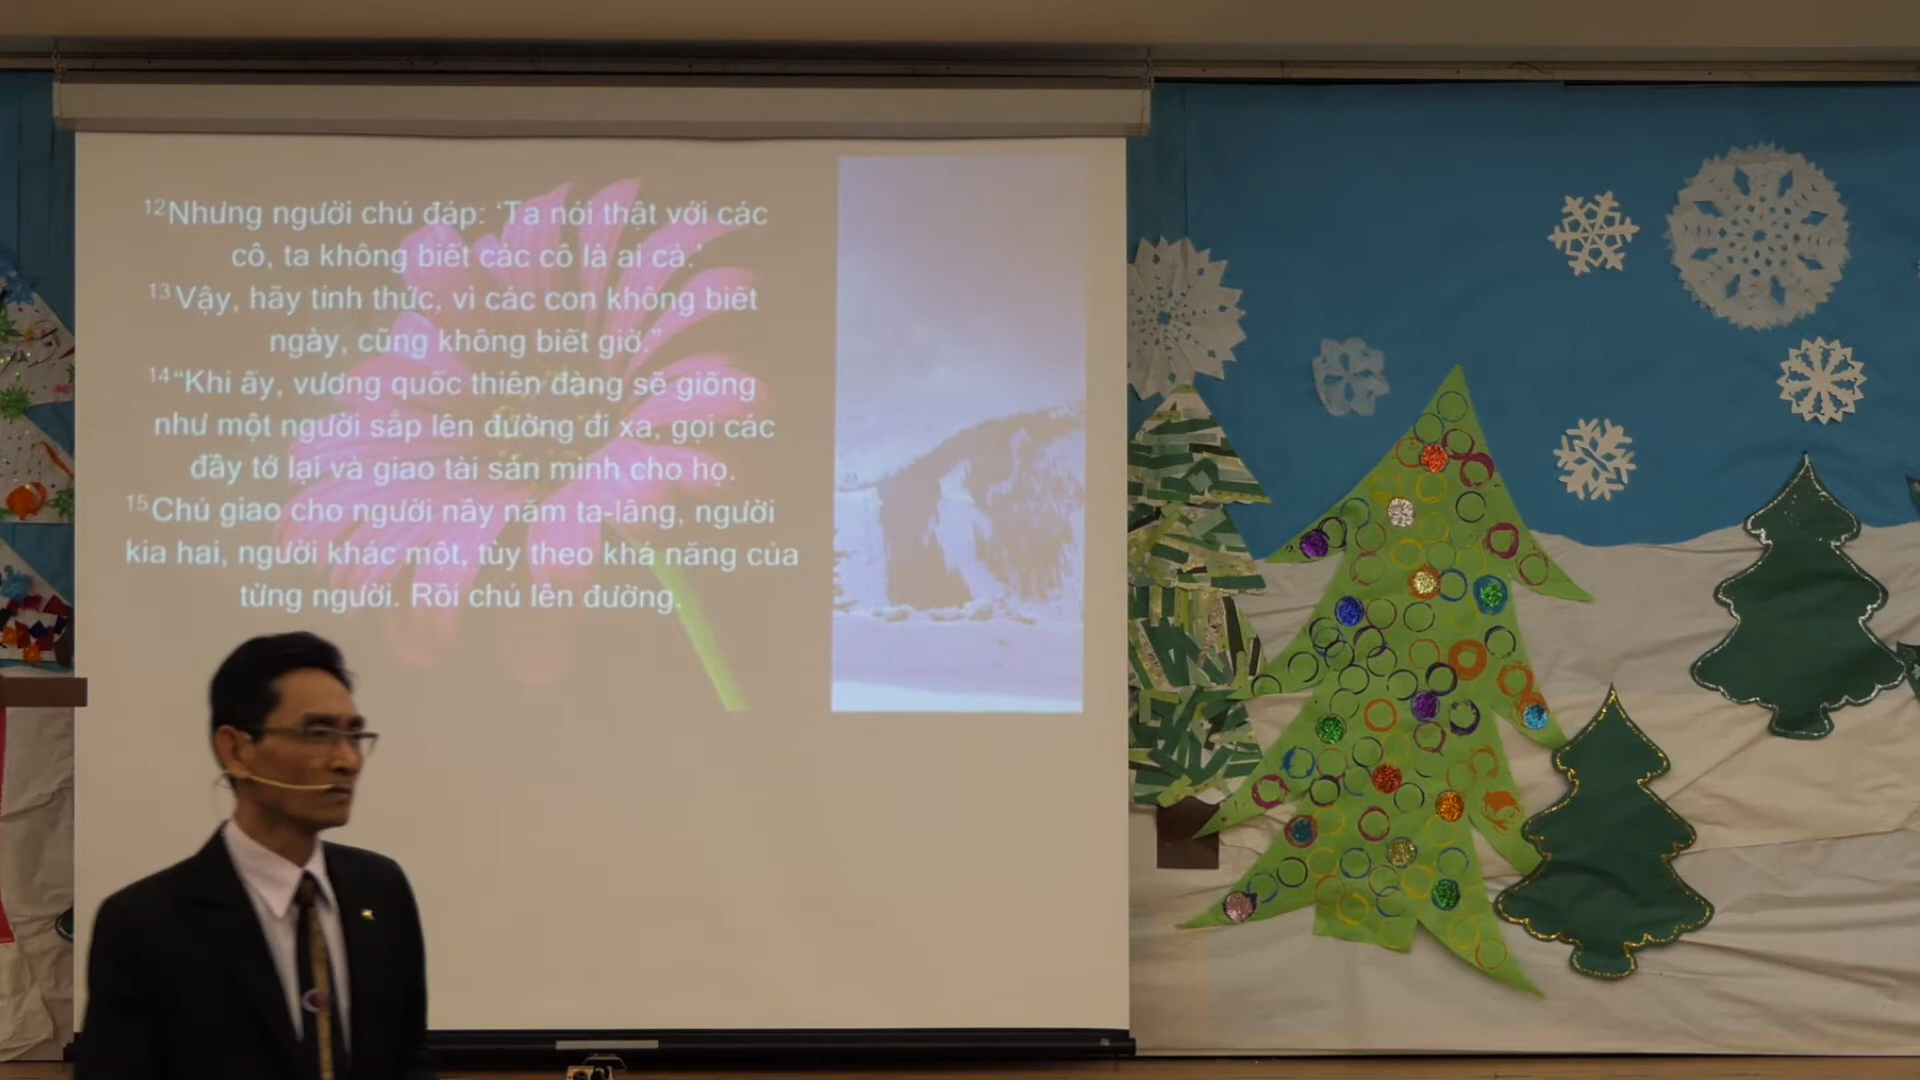 ¹²Nhưng người chủ đáp: ‘Ta nói thật với các
cô, ta không biết các cô là ai cả.’
¹³Vậy, hãy tỉnh thức, vì các con không biết
ngày, cũng không biết giờ.”
¹⁴“Khi ấy, vương quốc thiên đàng sẽ giống
như một người sắp lên đường đi xa, gọi các
đầy tớ lại và giao tài sản mình cho họ.
¹⁵Chủ giao cho người nầy năm ta-lâng, người
kia hai, người khác một, tùy theo khả năng của
từng người. Rồi chủ lên đường.